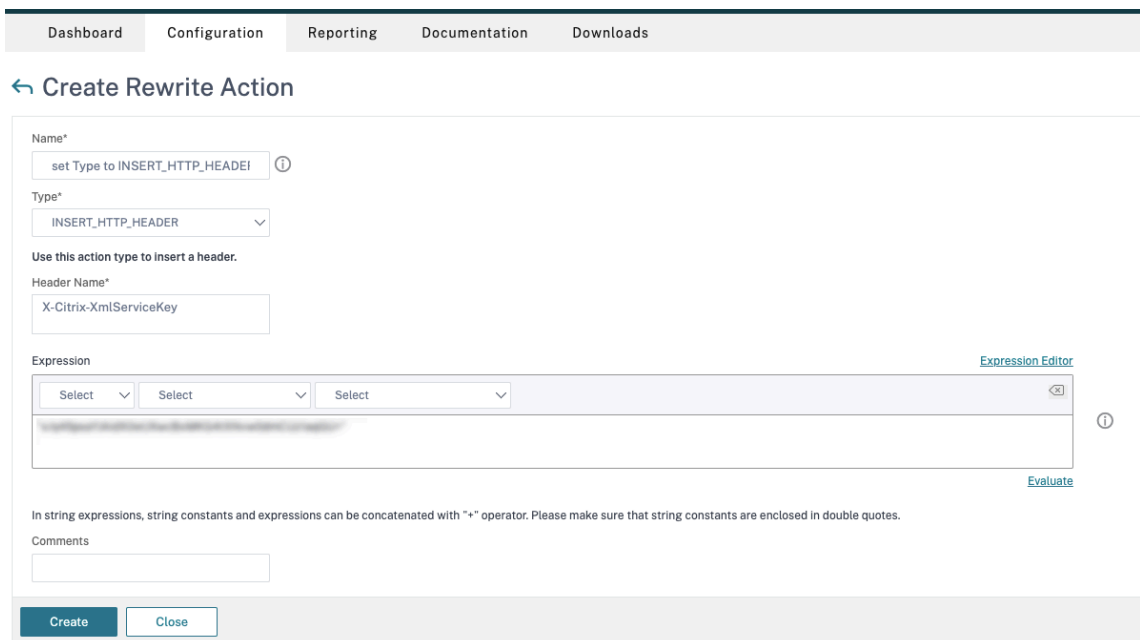 Dashboard Configuration Reporting Documentation Downloads
Create Rewrite Action
Name*
set Type to INSERT_HTTP_HEADER
Type*
INSERT_HTTP_HEADER
Use this action type to insert a header.
Header Name*
X-Citrix-XmlServiceKey
Expression Expression Editor
Select Select Select
Evaluate
In string expressions, string constants and expressions can be concatenated with "+" operator. Please make sure that string constants are enclosed in double quotes.
Comments
Create Close